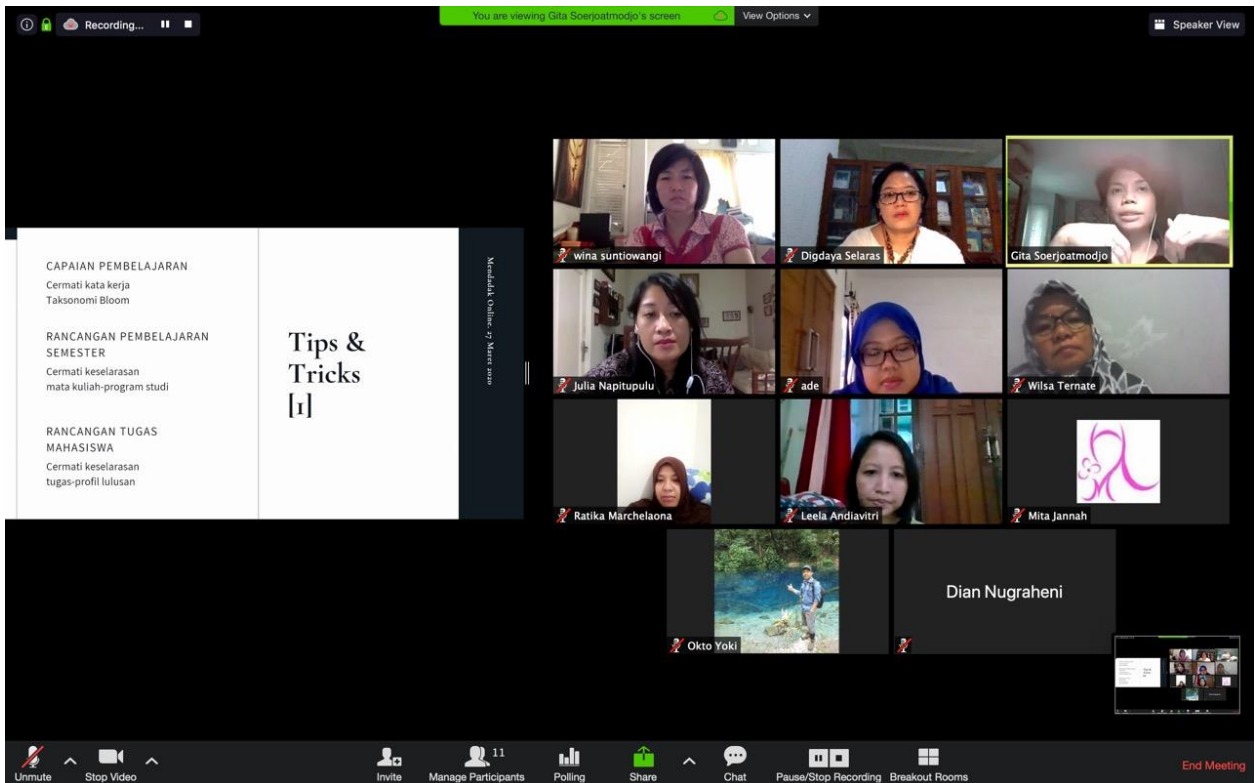 Recording...
You are viewing Gita Soerjoatmodjo's screen
View Options
Speaker View
CAPAIAN PEMBELAJARAN
Cermati kata kerja
Taksonomi Bloom
RANCANGAN PEMBELAJARAN
SEMESTER
Cermati keselarasan
mata kuliah-program studi
RANCANGAN TUGAS
MAHASISWA
Cermati keselarasan
tugas-profil lulusan
Tips &
Tricks
[1]
Mendadak Online, 27 Maret 2020
wina suntiowangi
Digdaya Selaras
Gita Soerjoatmodjo
Julia Napitupulu
ade
Wilsa Ternate
Ratika Marchelaona
Leela Andiavitri
Mita Jannah
Okto Yoki
Dian Nugraheni
Unmute
Stop Video
Invite
Manage Participants
11
Polling
Share
Chat
Pause/Stop Recording
Breakout Rooms
End Meeting